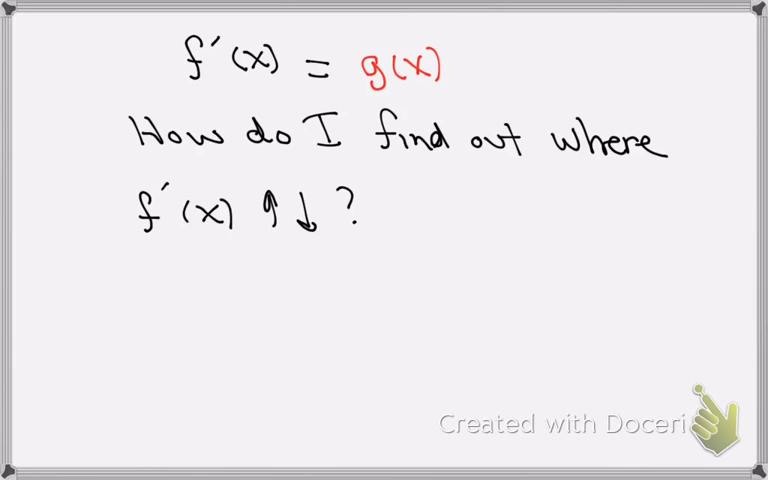 f′(x) = g(x)
How do I find out where
f′(x) ↑ ↓ ?
Created with Doceri